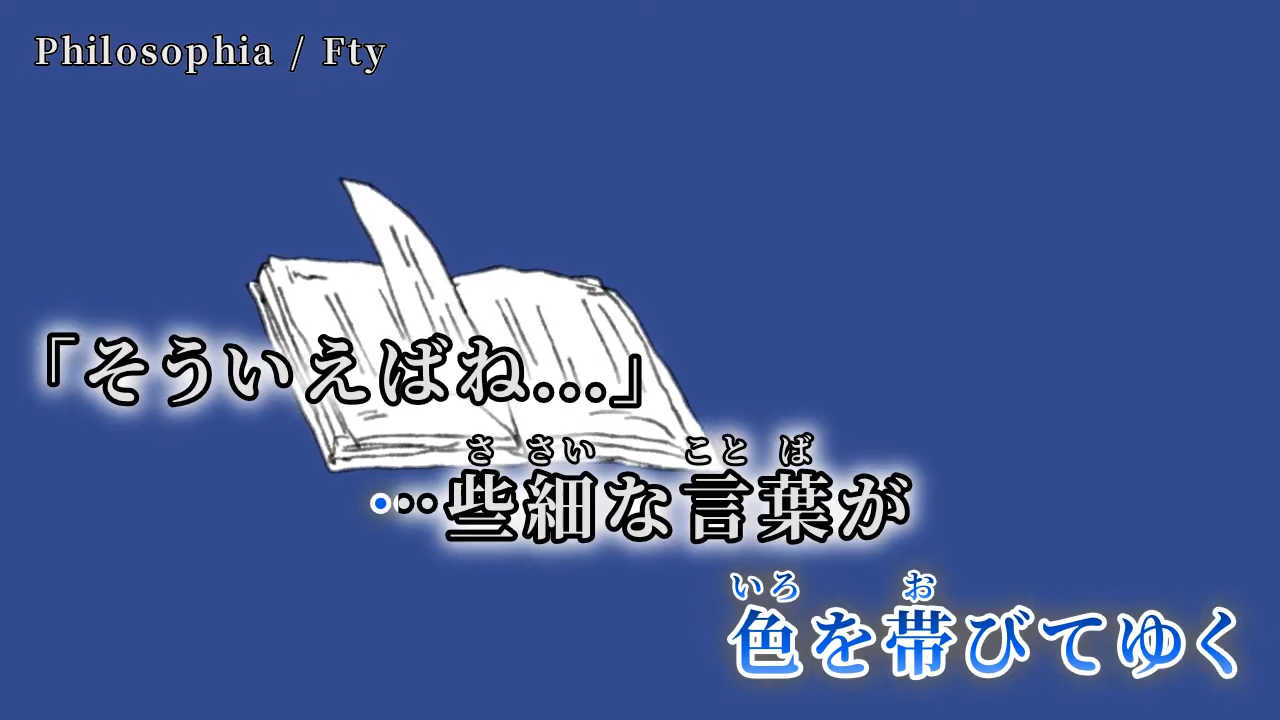 Philosophia / Fty
「そういえばね...」
ささい ことば
…些細な言葉が
いろ お
色を帯びてゆく